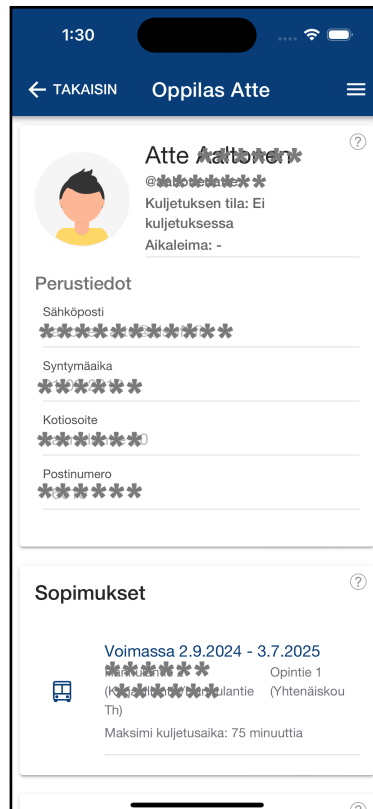 1:30
TAKAISIN Oppilas Atte
Atte
Kuljetuksen tila: Ei
kuljetuksessa
Aikaleima: -
Perustiedot
Sähköposti
Syntymäaika
Kotiosoite
Postinumero
Sopimukset
Voimassa 2.9.2024 - 3.7.2025
Opintie 1
(Yhtenäiskou
Th)
Maksimi kuljetusaika: 75 minuuttia